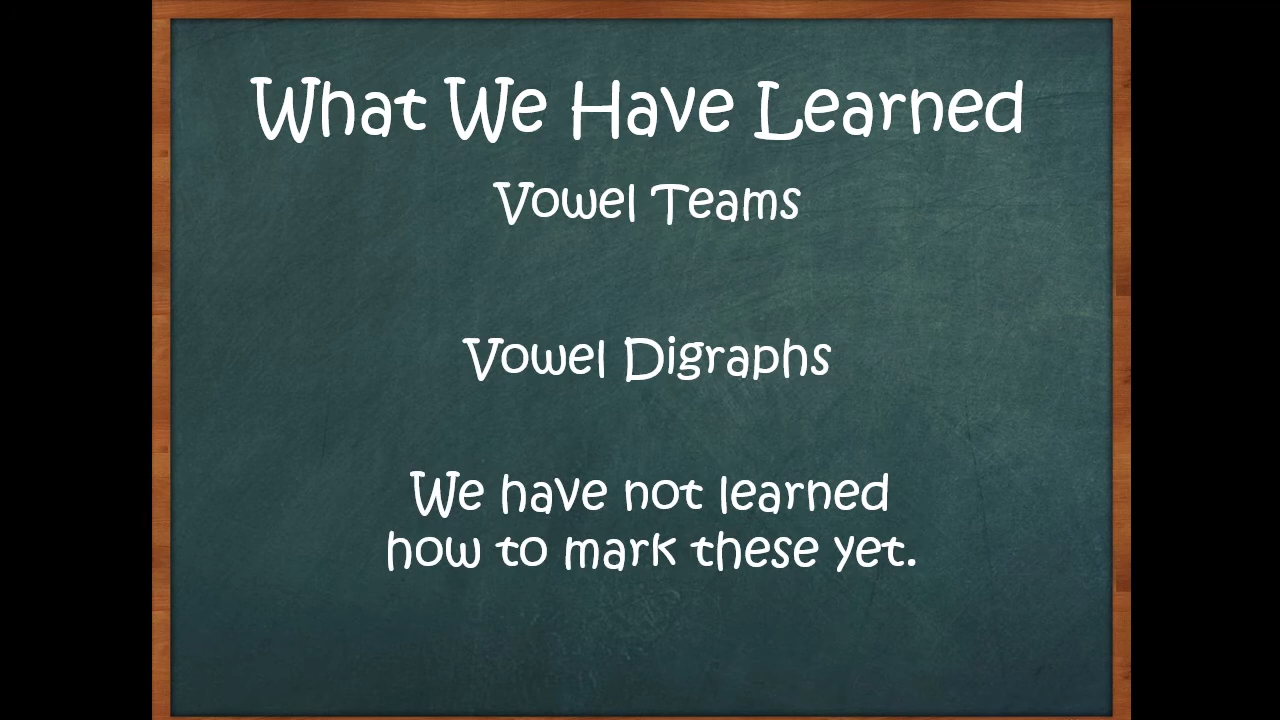 What We Have Learned
Vowel Teams
Vowel Digraphs
We have not learned
how to mark these yet.